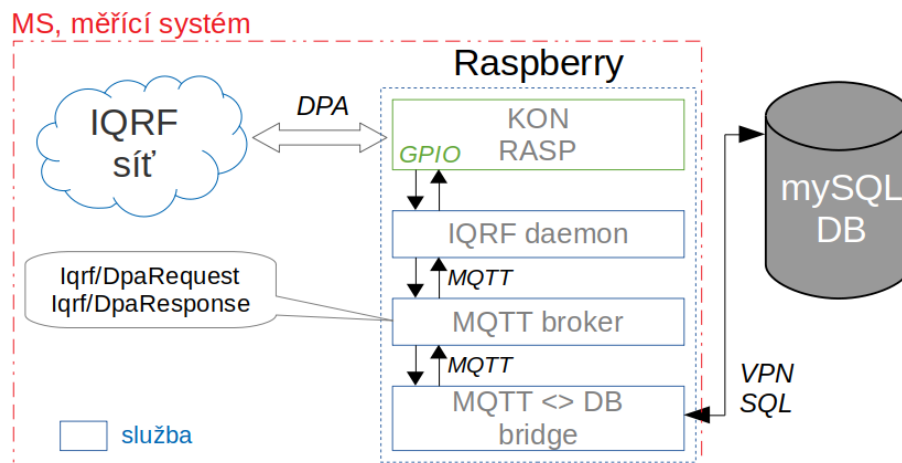 MS, měřící systém
Raspberry
IQRF
síť
DPA
KON
RASP
GPIO
mySQL
DB
IQRF daemon
MQTT
Iqrf/DpaRequest
Iqrf/DpaResponse
MQTT broker
MQTT
MQTT <> DB
bridge
VPN
SQL
služba